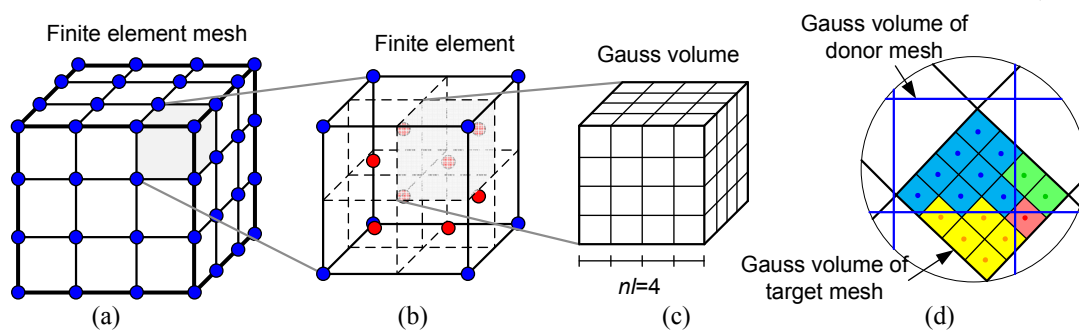 Finite element mesh
(a)
Finite element
(b)
Gauss volume
nl=4
(c)
Gauss volume of
donor mesh
Gauss volume of
target mesh
(d)